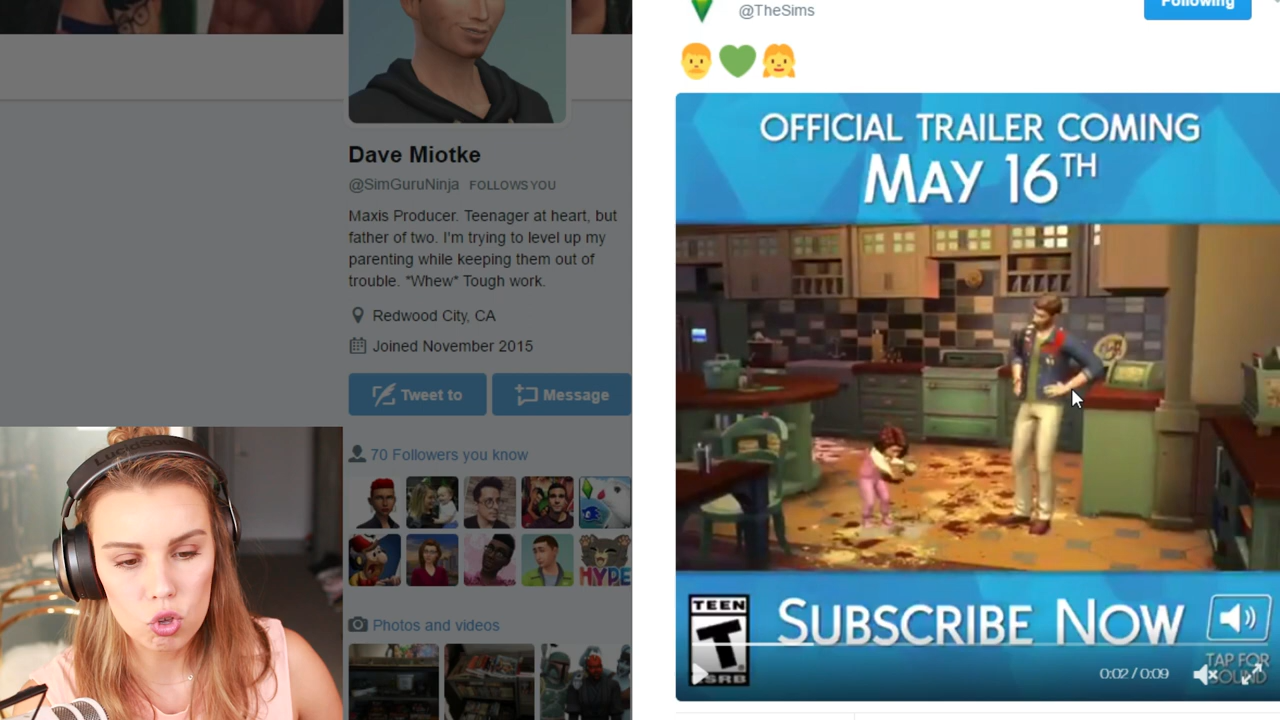 Dave Miotke
@SimGuruNinja FOLLOWS YOU
Maxis Producer. Teenager at heart, but
father of two. I'm trying to level up my
parenting while keeping them out of
trouble. *Whew* Tough work.
Redwood City, CA
Joined November 2015
Tweet to
Message
70 Followers you know
HYPE
Photos and videos
@TheSims
Following
OFFICIAL TRAILER COMING
MAY 16TH
TEEN
T
ESRB
SUBSCRIBE NOW
TAP FOR
SOUND
0:02 / 0:09